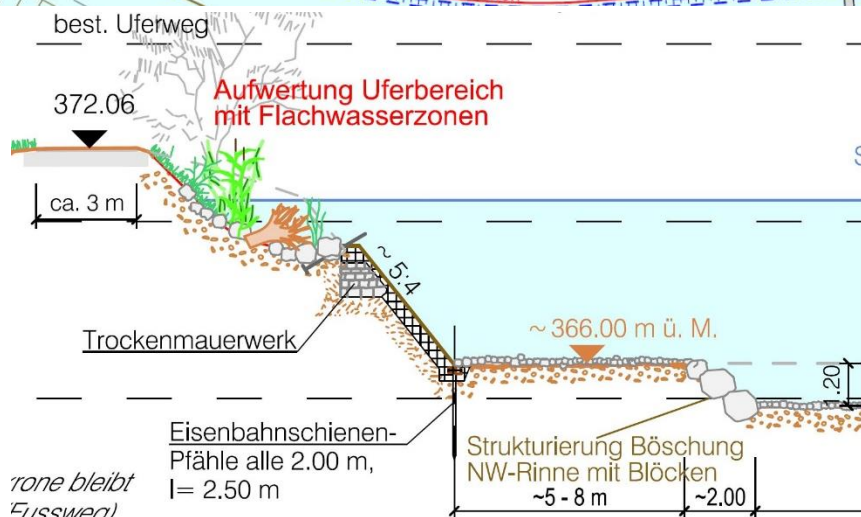 best. Uferweg
372.06
Aufwertung Uferbereich
mit Flachwasserzonen
S
ca. 3 m
~ 5:4
Trockenmauerwerk
~366.00 m ü. M.
1.20
Eisenbahnschienen-
Pfähle alle 2.00 m,
l= 2.50 m
Strukturierung Böschung
NW-Rinne mit Blöcken
rone bleibt
Fussweg)
~5 - 8 m
~2.00